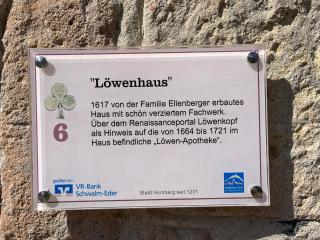 "Löwenhaus"
1617 von der Familie Ellenberger erbautes
Haus mit schön verziertem Fachwerk.
Über dem Renaissanceportal Löwenkopf
als Hinweis auf die von 1664 bis 1721 im
Haus befindliche „Löwen-Apotheke“.
6
gestiftet von:
VR-Bank
Schwalm-Eder
Stadt Homberg seit 1231